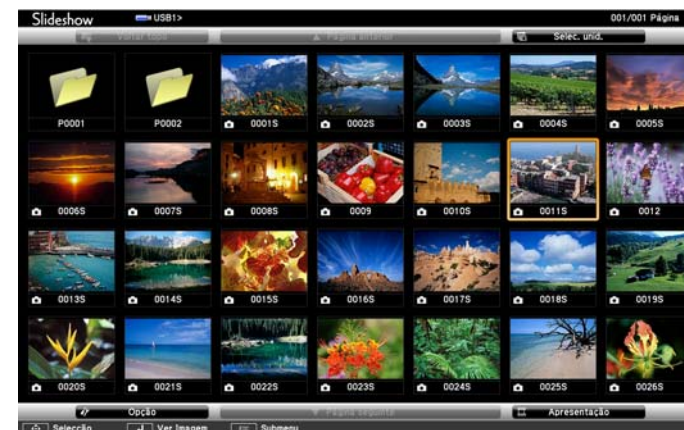 Slideshow USB1> 001/001 Página
Voltar topo Página anterior Selec. unid.
P0001 P0002 0001S 0002S 0003S 0004S 0005S
0006S 0007S 0008S 0009 0010S 0011S 0012
0013S 0014S 0015S 0016S 0017S 0018S 0019S
0020S 0021S 0022S 0023S 0024S 0025S 0026S
Opção Página seguinte Apresentação
Selecção Ver Imagem Submenu